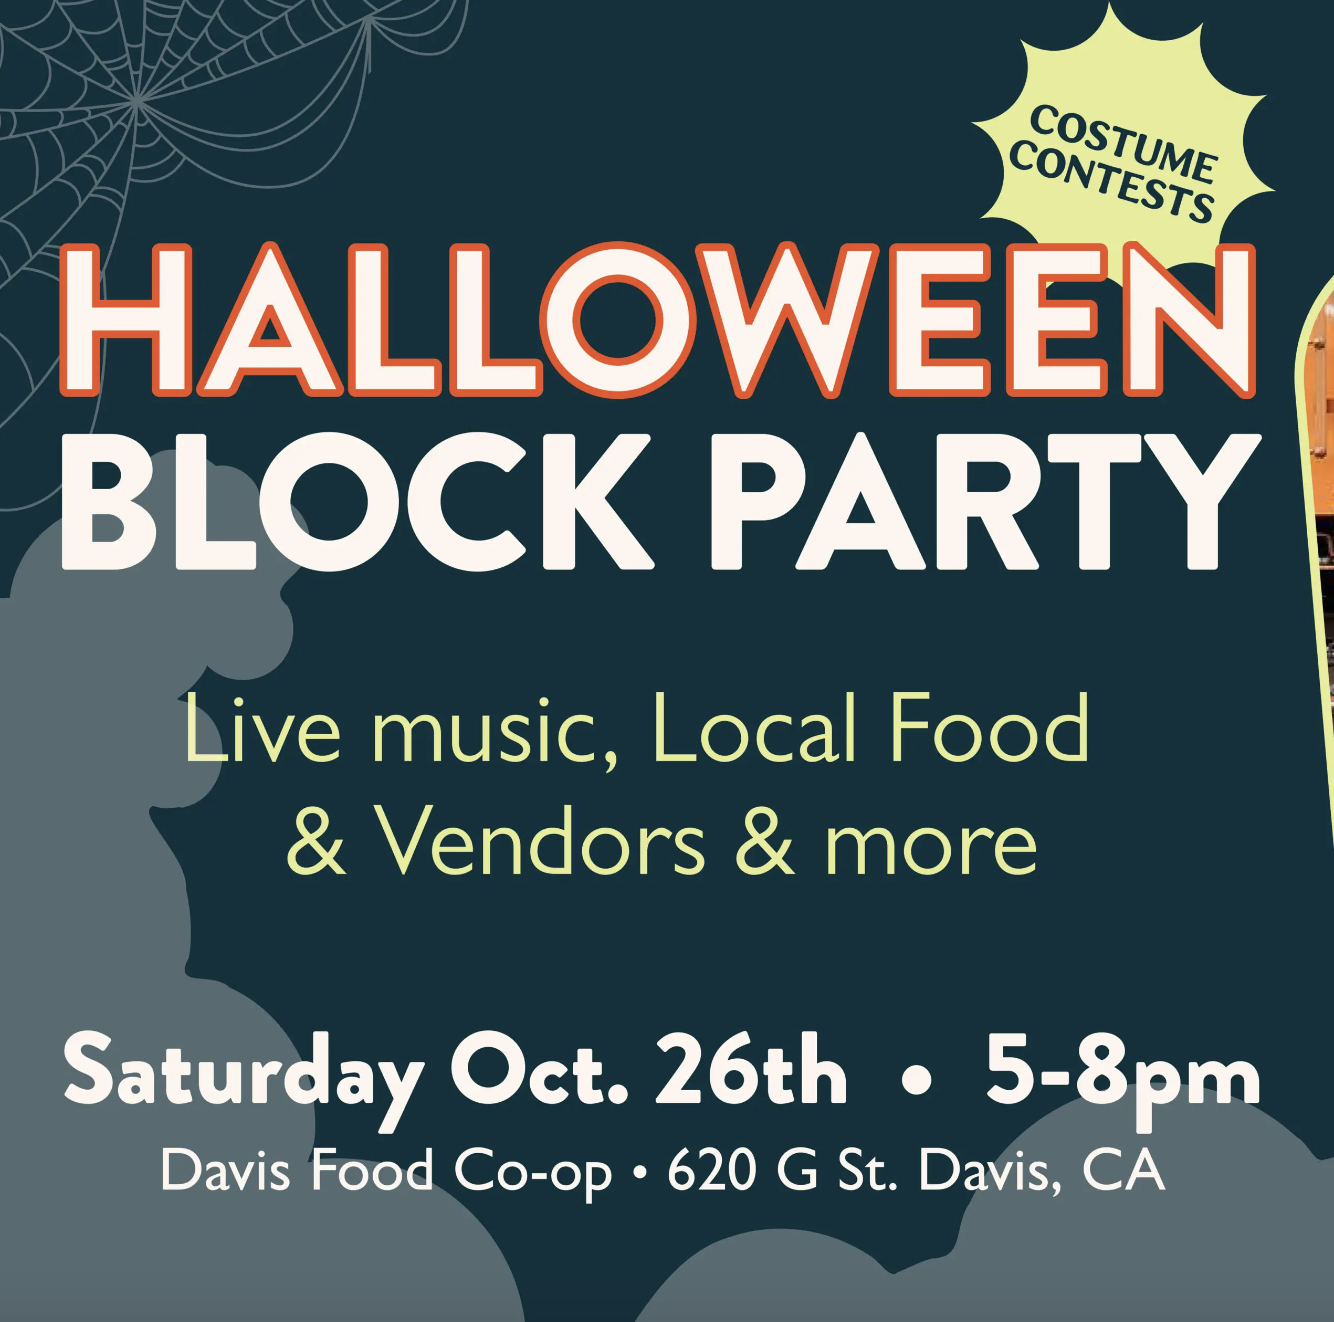 COSTUME
CONTESTS
HALLOWEEN
BLOCK PARTY
Live music, Local Food
& Vendors & more
Saturday Oct. 26th • 5-8pm
Davis Food Co-op • 620 G St. Davis, CA